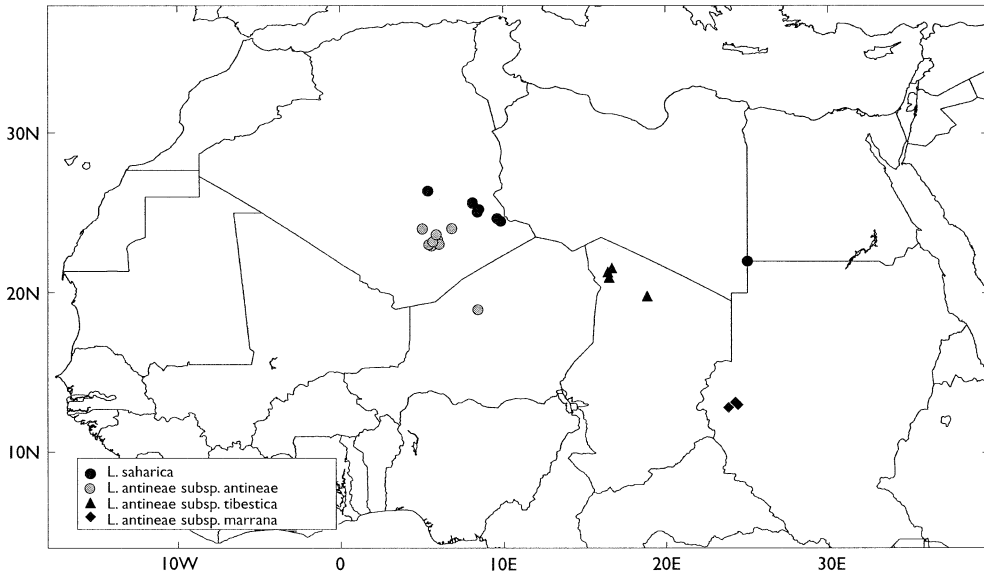 30N
20N
10N
L. saharica
L. antineae subsp. antineae
L. antineae subsp. tibestica
L. antineae subsp. marrana
10W 0 10E 20E 30E